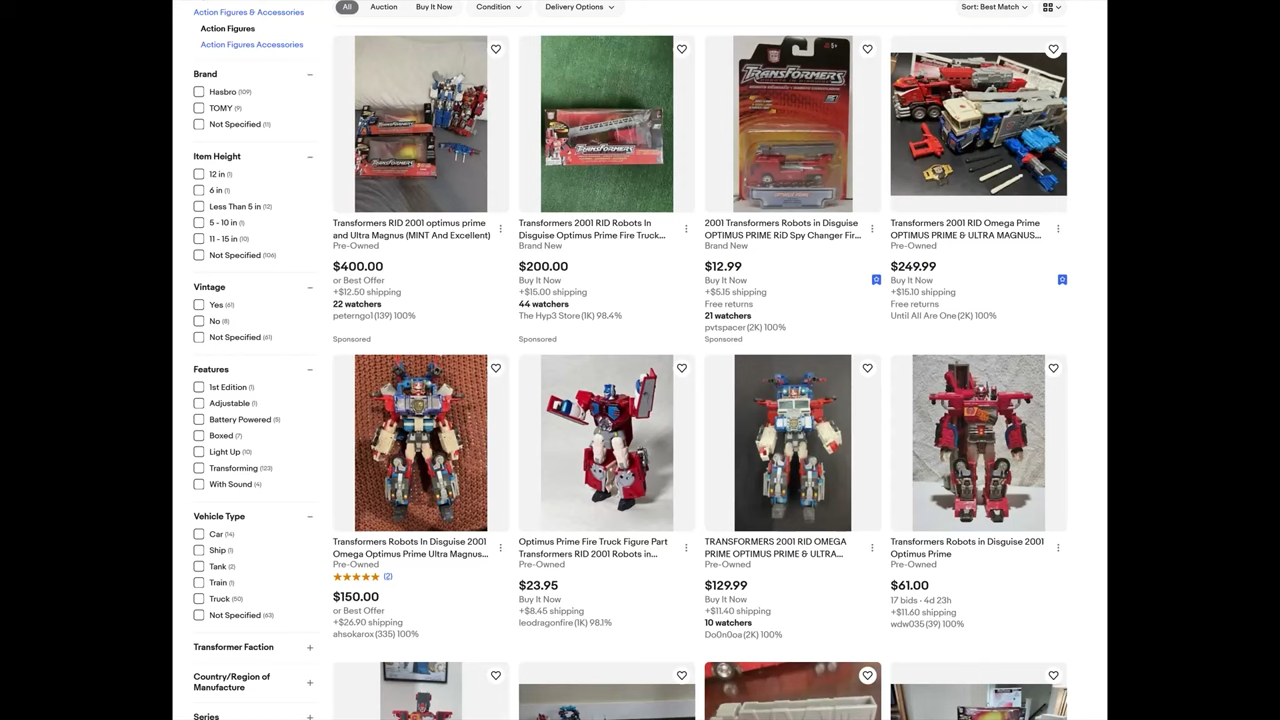 Action Figures & Accessories
Action Figures
Action Figures Accessories
Brand
Hasbro (109)
TOMY (9)
Not Specified (11)
Item Height
12 in (1)
6 in (1)
Less Than 5 in (12)
5 - 10 in (1)
11 - 15 in (10)
Not Specified (106)
Vintage
Yes (61)
No (8)
Not Specified (61)
Features
1st Edition (1)
Adjustable (1)
Battery Powered (5)
Boxed (7)
Light Up (10)
Transforming (123)
With Sound (4)
Vehicle Type
Car (14)
Ship (1)
Tank (2)
Train (1)
Truck (50)
Not Specified (63)
Transformer Faction
Country/Region of
Manufacture
Series
All
Auction
Buy It Now
Condition
Delivery Options
Sort: Best Match
TRANSFORMERS
TRANSFORMERS
TRANSFORMERS
Transformers RID 2001 optimus prime
and Ultra Magnus (MINT And Excellent)
Pre-Owned
$400.00
or Best Offer
+$12.50 shipping
22 watchers
peterngo1 (139) 100%
Sponsored
Transformers 2001 RID Robots In
Disguise Optimus Prime Fire Truck...
Brand New
$200.00
Buy It Now
+$15.00 shipping
44 watchers
The Hyp3 Store (1K) 98.4%
Sponsored
2001 Transformers Robots in Disguise
OPTIMUS PRIME RiD Spy Changer Fir...
Brand New
$12.99
Buy It Now
+$5.15 shipping
Free returns
21 watchers
pvtspacer (2K) 100%
Sponsored
Transformers 2001 RID Omega Prime
OPTIMUS PRIME & ULTRA MAGNUS...
Pre-Owned
$249.99
Buy It Now
+$15.10 shipping
Free returns
Until All Are One (2K) 100%
Transformers Robots In Disguise 2001
Omega Optimus Prime Ultra Magnus...
Pre-Owned
(2)
$150.00
or Best Offer
+$26.90 shipping
ahsokarox (335) 100%
Optimus Prime Fire Truck Figure Part
Transformers RID 2001 Robots in...
Pre-Owned
$23.95
Buy It Now
+$8.45 shipping
leodragonfire (1K) 98.1%
TRANSFORMERS 2001 RID OMEGA
PRIME OPTIMUS PRIME & ULTRA...
Pre-Owned
$129.99
Buy It Now
+$11.40 shipping
10 watchers
Do0n0oa (2K) 100%
Transformers Robots in Disguise 2001
Optimus Prime
Pre-Owned
$61.00
17 bids · 4d 23h
+$11.60 shipping
wdw035 (39) 100%